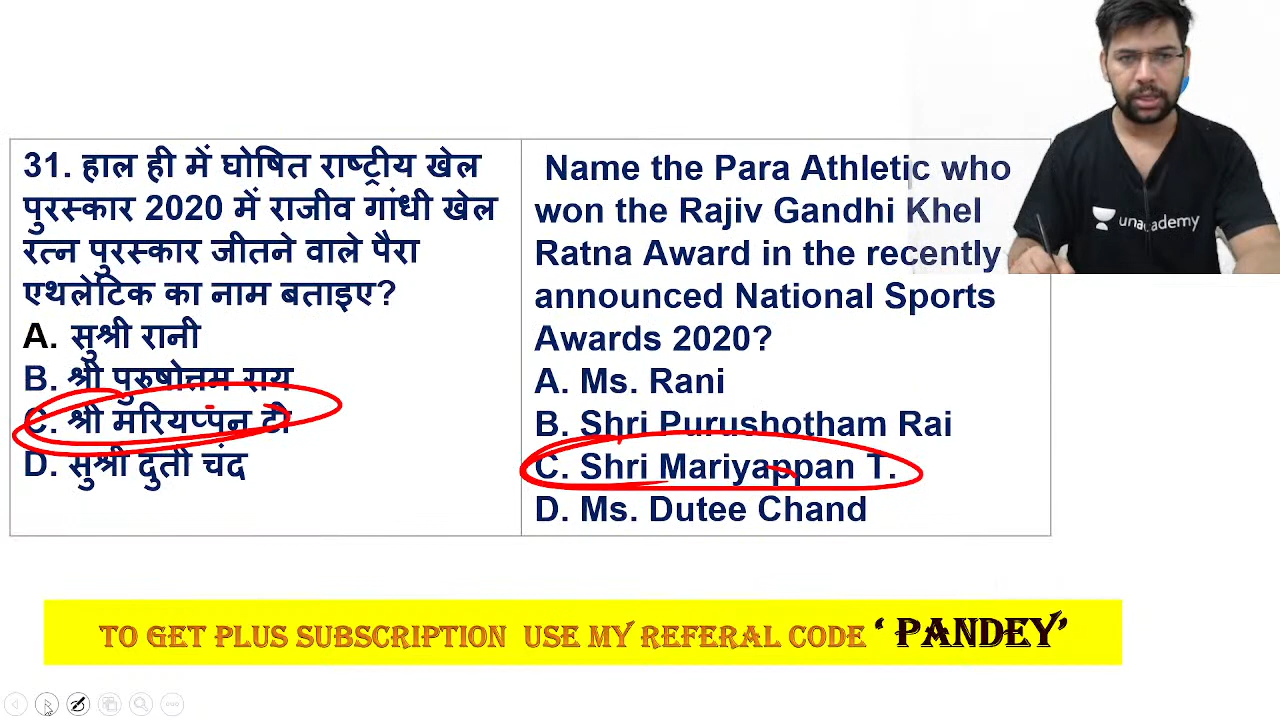 31. हाल ही में घोषित राष्ट्रीय खेल
पुरस्कार 2020 में राजीव गांधी खेल
रत्न पुरस्कार जीतने वाले पैरा
एथलेटिक का नाम बताइए?
A. सुश्री रानी
B. श्री पुरुषोत्तम राय
C. श्री मरियप्पन टी
D. सुश्री दुती चंद
Name the Para Athletic who
won the Rajiv Gandhi Khel
Ratna Award in the recently
announced National Sports
Awards 2020?
A. Ms. Rani
B. Shri Purushotham Rai
C. Shri Mariyappan T.
D. Ms. Dutee Chand
unacademy
TO GET PLUS SUBSCRIPTION USE MY REFERAL CODE ‘ PANDEY’